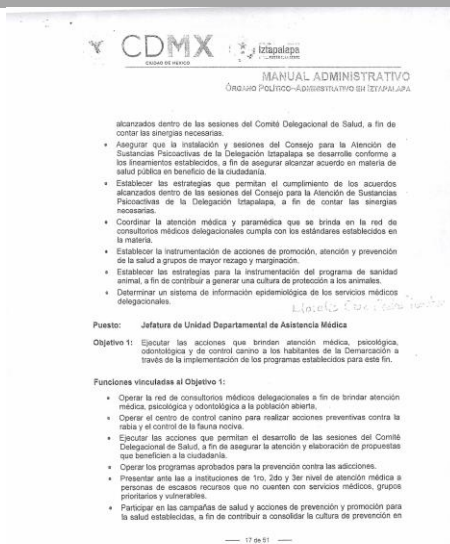 CDMX
CIUDAD DE MÉXICO
Iztapalapa
MANUAL ADMINISTRATIVO
ÓRGANO POLÍTICO-ADMINISTRATIVO EN IZTAPALAPA
alcanzados dentro de las sesiones del Comité Delegacional de Salud, a fin de
contar las sinergias necesarias.
• Asegurar que la instalación y sesiones del Consejo para la Atención de
Sustancias Psicoactivas de la Delegación Iztapalapa se desarrolle conforme a
los lineamientos establecidos, a fin de asegurar alcanzar acuerdo en materia de
salud pública en beneficio de la ciudadanía.
• Establecer las estrategias que permitan el cumplimiento de los acuerdos
alcanzados dentro de las sesiones del Consejo para la Atención de Sustancias
Psicoactivas de la Delegación Iztapalapa, a fin de contar las sinergias
necesarias.
• Coordinar la atención médica y paramédica que se brinda en la red de
consultorios médicos delegacionales cumpla con los estándares establecidos en
la materia.
• Establecer la instrumentación de acciones de promoción, atención y prevención
de la salud a grupos de mayor rezago y marginación.
• Establecer las estrategias para la instrumentación del programa de sanidad
animal, a fin de contribuir a generar una cultura de protección a los animales.
• Determinar un sistema de información epidemiológica de los servicios médicos
delegacionales.
Puesto: Jefatura de Unidad Departamental de Asistencia Médica
Objetivo 1: Ejecutar las acciones que brindan atención médica, psicológica,
odontológica y de control canino a los habitantes de la Demarcación a
través de la implementación de los programas establecidos para este fin.
Funciones vinculadas al Objetivo 1:
• Operar la red de consultorios médicos delegacionales a fin de brindar atención
médica, psicológica y odontológica a la población abierta.
• Operar el centro de control canino para realizar acciones preventivas contra la
rabia y el control de la fauna nociva.
• Ejecutar las acciones que permitan el desarrollo de las sesiones del Comité
Delegacional de Salud, a fin de asegurar la atención y elaboración de propuestas
que beneficien a la ciudadanía.
• Operar los programas aprobados para la prevención contra las adicciones.
• Presentar ante las a instituciones de 1ro, 2do y 3er nivel de atención médica a
personas de escasos recursos que no cuenten con servicios médicos, grupos
prioritarios y vulnerables.
• Participar en las campañas de salud y acciones de prevención y promoción para
la salud establecidas, a fin de contribuir a consolidar la cultura de prevención en
17 de 91